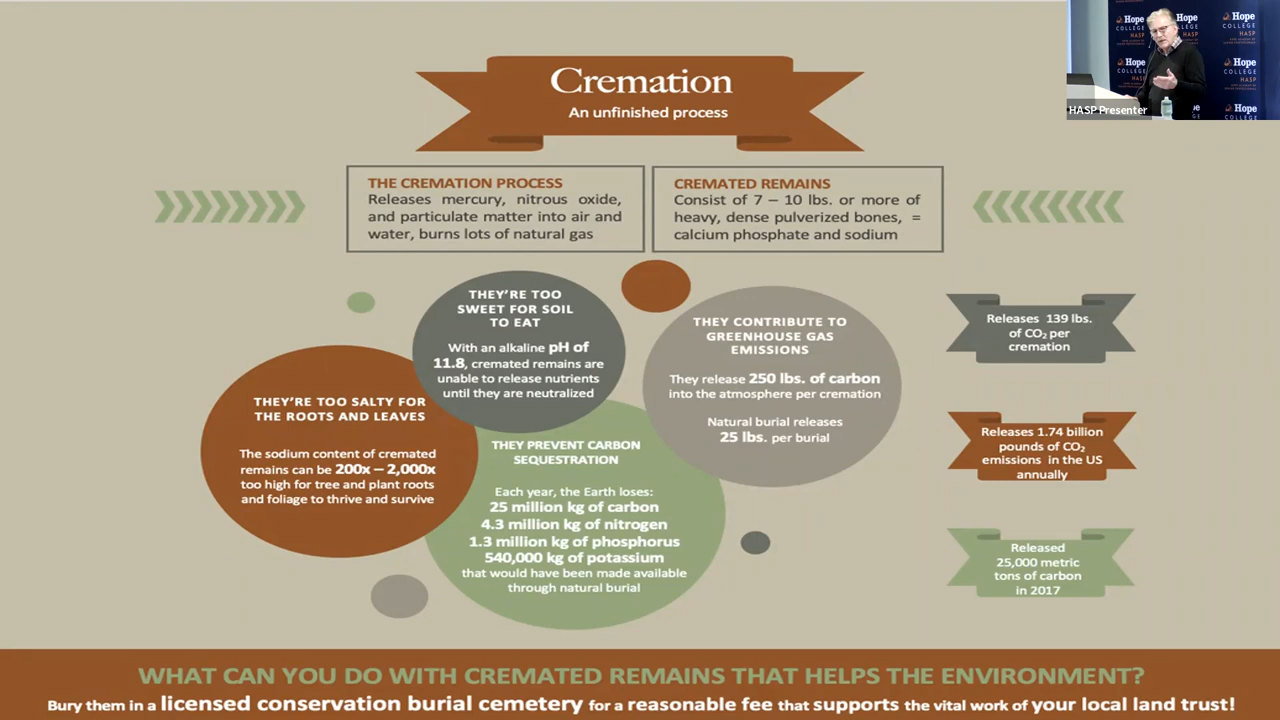 Cremation
An unfinished process
THE CREMATION PROCESS
Releases mercury, nitrous oxide,
and particulate matter into air and
water, burns lots of natural gas
CREMATED REMAINS
Consist of 7 – 10 lbs. or more of
heavy, dense pulverized bones, =
calcium phosphate and sodium
THEY'RE TOO
SWEET FOR SOIL
TO EAT
With an alkaline pH of
11.8, cremated remains are
unable to release nutrients
until they are neutralized
THEY CONTRIBUTE TO
GREENHOUSE GAS
EMISSIONS
They release 250 lbs. of carbon
into the atmosphere per cremation
Natural burial releases
25 lbs. per burial
THEY'RE TOO SALTY FOR
THE ROOTS AND LEAVES
The sodium content of cremated
remains can be 200x – 2,000x
too high for tree and plant roots
and foliage to thrive and survive
THEY PREVENT CARBON
SEQUESTRATION
Each year, the Earth loses:
25 million kg of carbon
4.3 million kg of nitrogen
1.3 million kg of phosphorus
540,000 kg of potassium
that would have been made available
through natural burial
Releases 139 lbs.
of CO₂ per
cremation
Releases 1.74 billion
pounds of CO₂
emissions in the US
annually
Released
25,000 metric
tons of carbon
in 2017
WHAT CAN YOU DO WITH CREMATED REMAINS THAT HELPS THE ENVIRONMENT?
Bury them in a licensed conservation burial cemetery for a reasonable fee that supports the vital work of your local land trust!
Hope
COLLEGE
HASP
HASP Presenter